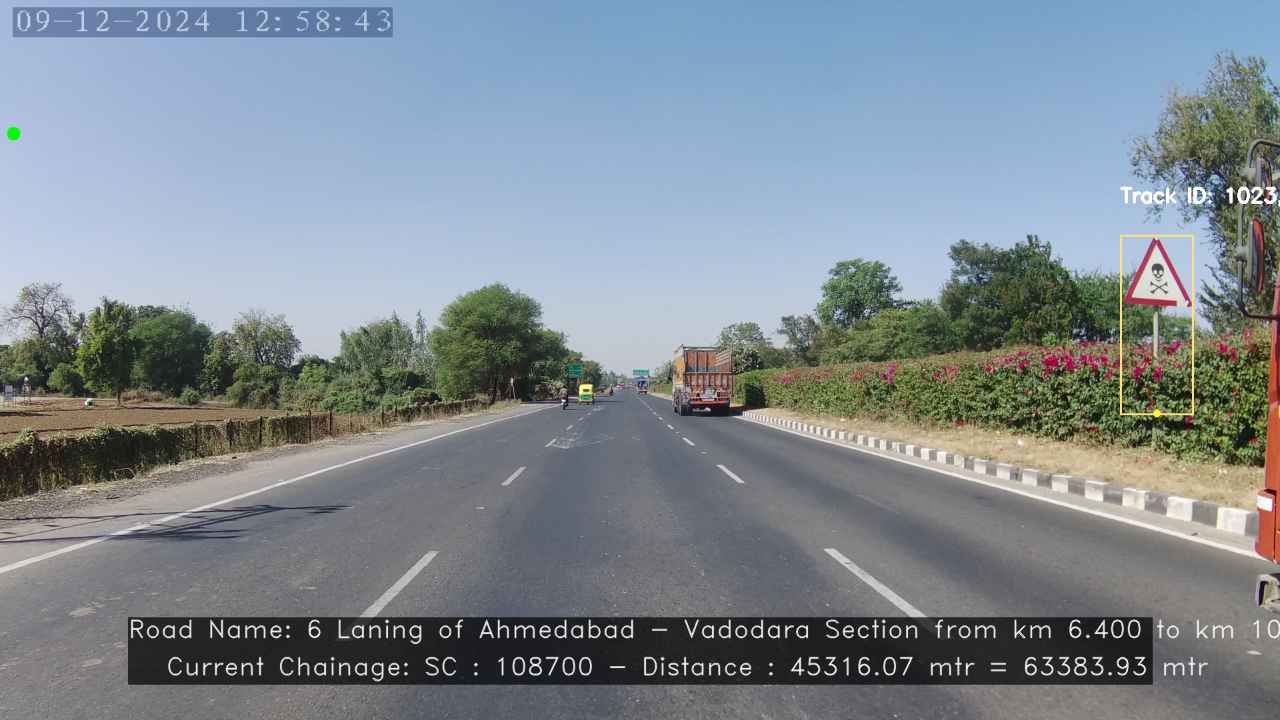 09-12-2024 12:58:43
Track ID: 1023,
Road Name: 6 Laning of Ahmedabad - Vadodara Section from km 6.400 to km 10
Current Chainage: SC : 108700 - Distance : 45316.07 mtr = 63383.93 mtr